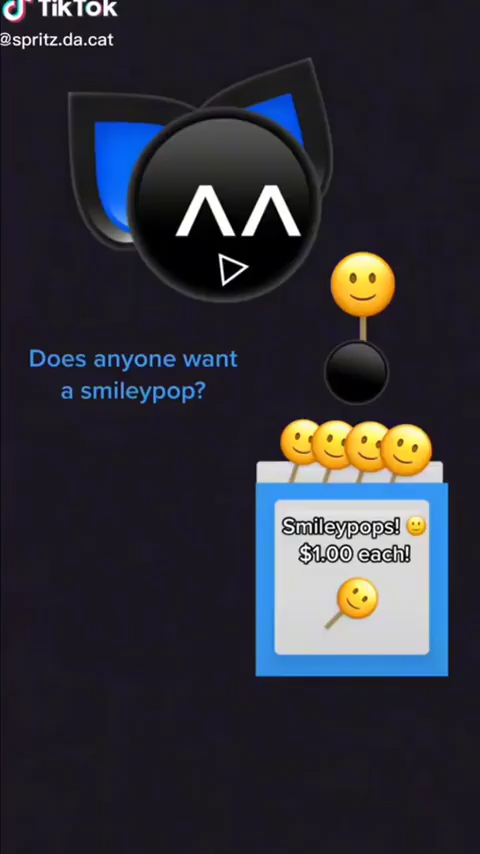 TikTok
@spritz.da.cat
Does anyone want
a smileypop?
Smileypops! 🙂
$1.00 each!